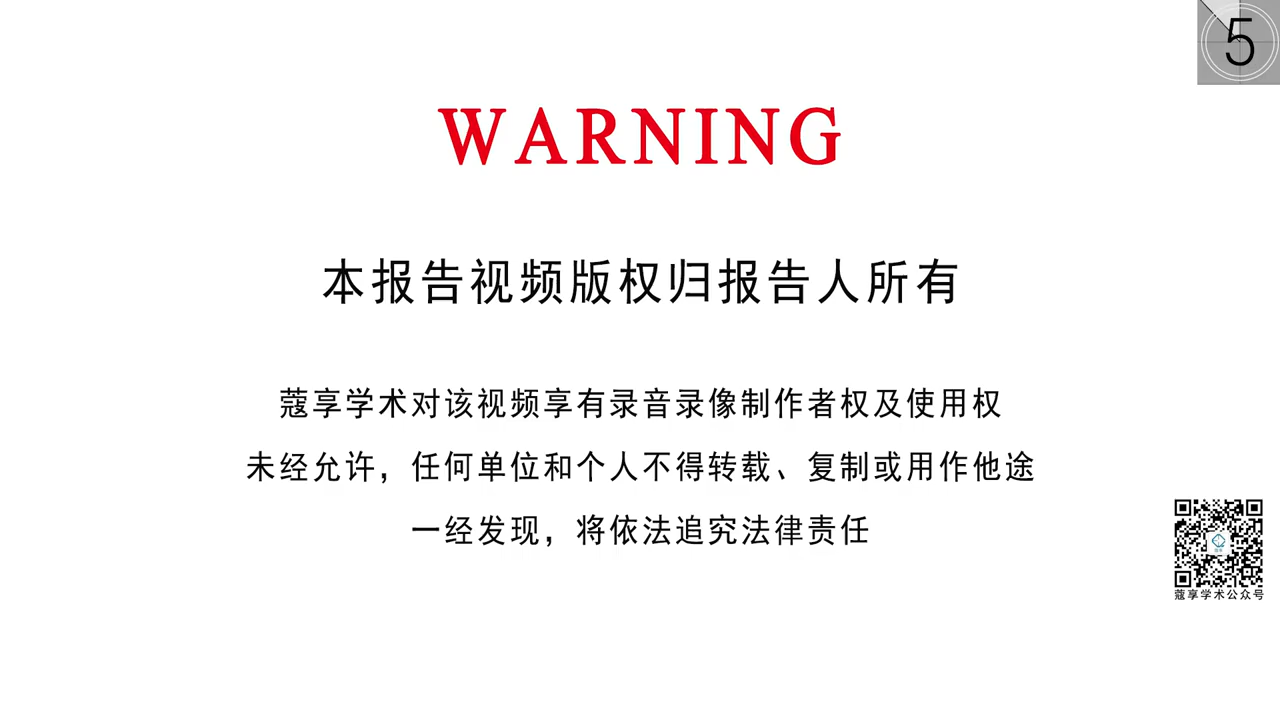 5
WARNING
本报告视频版权归报告人所有
蔻享学术对该视频享有录音录像制作者权及使用权
未经允许，任何单位和个人不得转载、复制或用作他途
一经发现，将依法追究法律责任
蔻享学术公众号